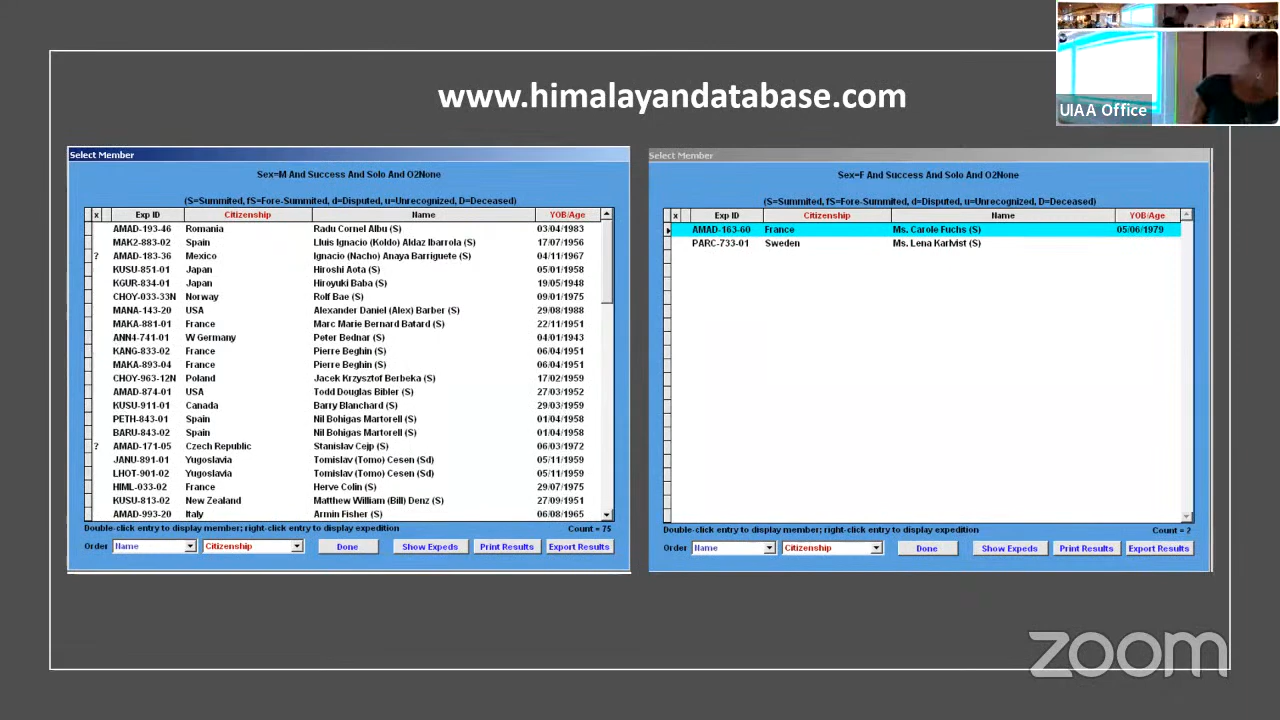 www.himalayandatabase.com
UIAA Office
Select Member
Sex=M And Success And Solo And O2None
(S=Summited, fS=Fore-Summited, d=Disputed, u=Unrecognized, D=Deceased)
x Exp ID Citizenship Name YOB/Age
AMAD-193-46 Romania Radu Cornel Albu (S) 03/04/1983
MAK2-883-02 Spain Lluis Ignacio (Koldo) Aldaz Ibarrola (S) 17/07/1956
? AMAD-183-36 Mexico Ignacio (Nacho) Anaya Barriguete (S) 04/11/1967
KUSU-851-01 Japan Hiroshi Aota (S) 05/01/1958
KGUR-834-01 Japan Hiroyuki Baba (S) 19/05/1948
CHOY-033-33N Norway Rolf Bae (S) 09/01/1975
MANA-143-20 USA Alexander Daniel (Alex) Barber (S) 29/08/1988
MAKA-881-01 France Marc Marie Bernard Batard (S) 22/11/1951
ANN4-741-01 W Germany Peter Bednar (S) 04/01/1943
KANG-833-02 France Pierre Beghin (S) 06/04/1951
MAKA-893-04 France Pierre Beghin (S) 06/04/1951
CHOY-963-12N Poland Jacek Krzysztof Berbeka (S) 17/02/1959
AMAD-874-01 USA Todd Douglas Bibler (S) 27/03/1952
KUSU-911-01 Canada Barry Blanchard (S) 29/03/1959
PETH-843-01 Spain Nil Bohigas Martorell (S) 01/04/1958
BARU-843-02 Spain Nil Bohigas Martorell (S) 01/04/1958
? AMAD-171-05 Czech Republic Stanislav Cejp (S) 06/03/1972
JANU-891-01 Yugoslavia Tomislav (Tomo) Cesen (Sd) 05/11/1959
LHOT-901-02 Yugoslavia Tomislav (Tomo) Cesen (Sd) 05/11/1959
HIML-033-02 France Herve Colin (S) 29/07/1975
KUSU-813-02 New Zealand Matthew William (Bill) Denz (S) 27/09/1951
AMAD-993-20 Italy Armin Fisher (S) 06/08/1965
Double-click entry to display member; right-click entry to display expedition Count = 75
Order Name Citizenship Done Show Expeds Print Results Export Results
Select Member
Sex=F And Success And Solo And O2None
(S=Summited, fS=Fore-Summited, d=Disputed, u=Unrecognized, D=Deceased)
x Exp ID Citizenship Name YOB/Age
AMAD-163-60 France Ms. Carole Fuchs (S) 05/06/1979
PARC-733-01 Sweden Ms. Lena Karlvist (S)
Double-click entry to display member; right-click entry to display expedition Count = 2
Order Name Citizenship Done Show Expeds Print Results Export Results
zoom